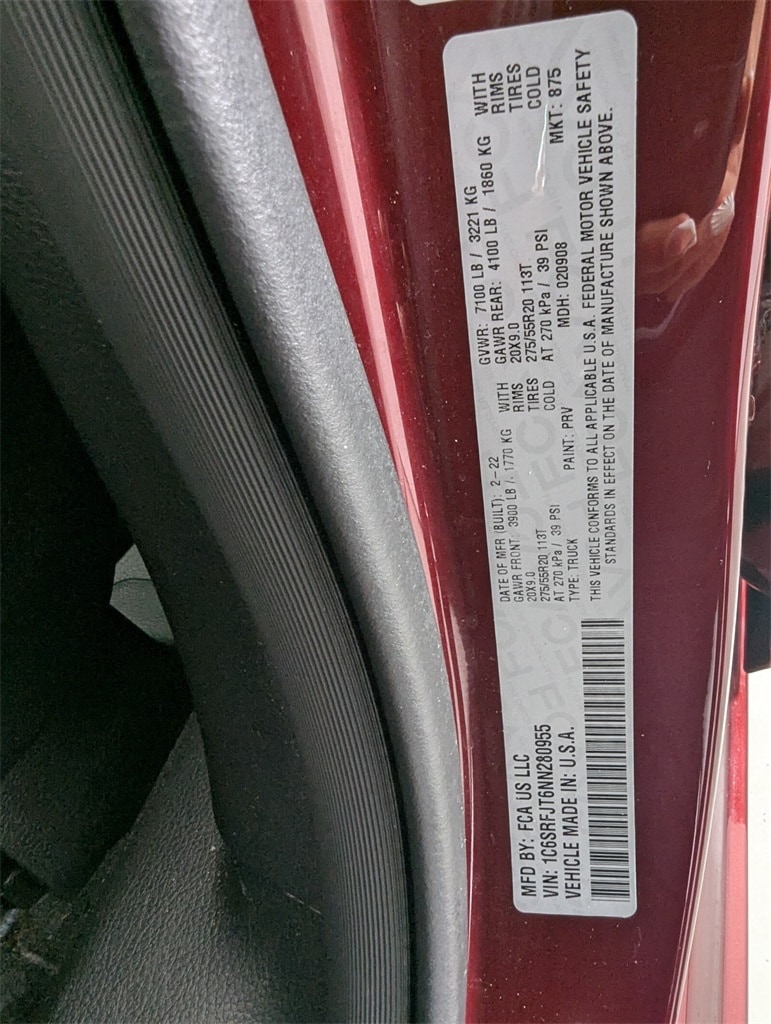 MFD BY: FCA US LLC
DATE OF MFR (BUILT): 2-22
GVWR: 7100 LB / 3221 KG
VIN: 1C6SRFJT6NN280955
GAWR FRONT: 3900 LB / 1770 KG WITH
GAWR REAR: 4100 LB / 1860 KG WITH
VEHICLE MADE IN: U.S.A.
20X9.0 RIMS
20X9.0 RIMS
275/55R20 113T TIRES
275/55R20 113T TIRES
AT 270 kPa / 39 PSI COLD
AT 270 kPa / 39 PSI COLD
TYPE: TRUCK PAINT: PRV MDH: 020908 MKT: 875
THIS VEHICLE CONFORMS TO ALL APPLICABLE U.S.A. FEDERAL MOTOR VEHICLE SAFETY
STANDARDS IN EFFECT ON THE DATE OF MANUFACTURE SHOWN ABOVE.